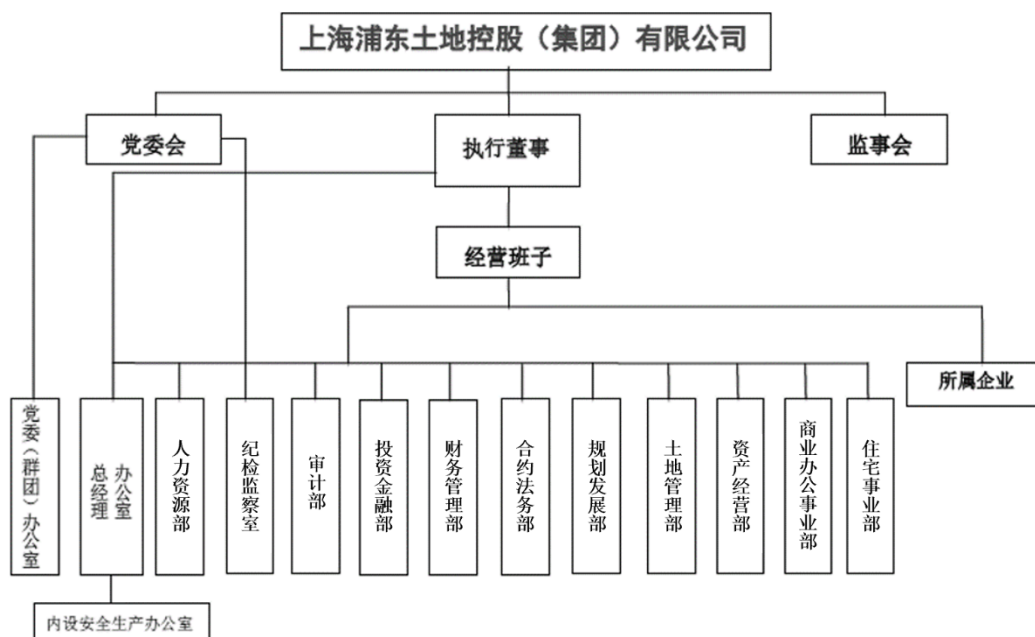 上海浦东土地控股（集团）有限公司
党委会
执行董事
监事会
经营班子
所属企业
党委（群团）办公室
总经理
办公室
人力资源部
纪检监察室
审计部
投资金融部
财务管理部
合约法务部
规划发展部
土地管理部
资产经营部
商业办公事业部
住宅事业部
内设安全生产办公室